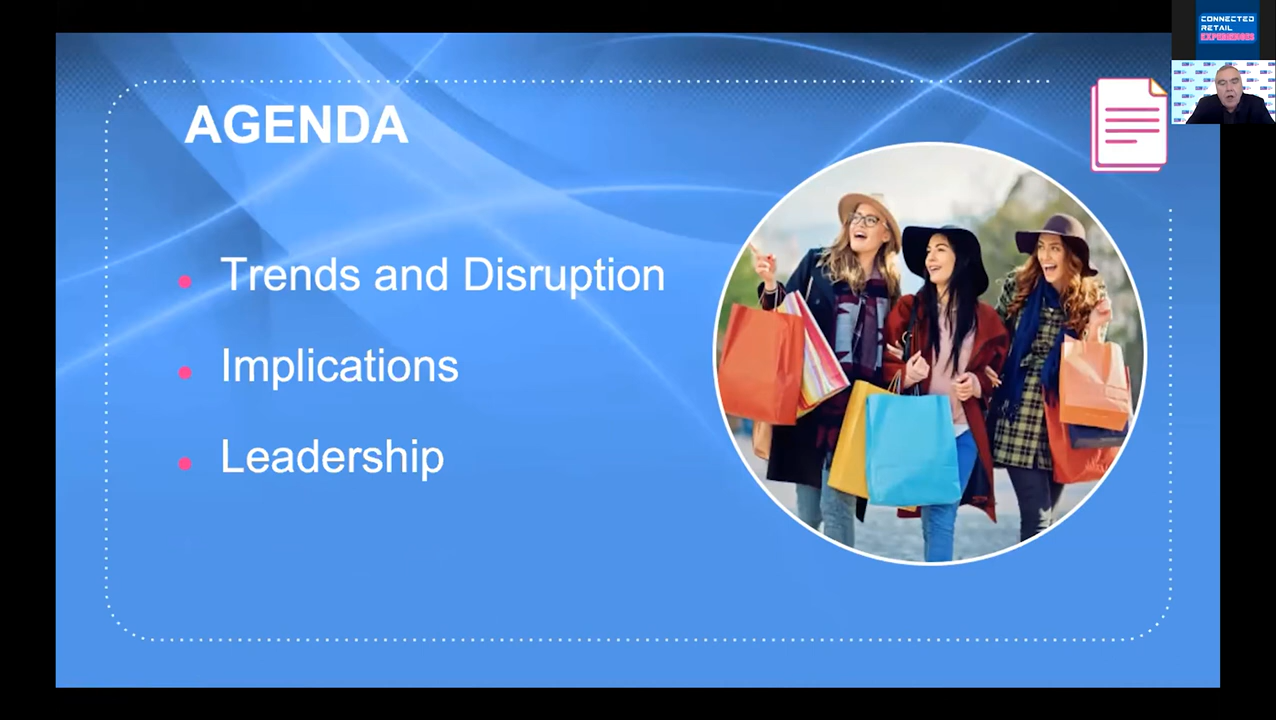 CONNECTED
RETAIL
EXPERIENCES
AGENDA
Trends and Disruption
Implications
Leadership